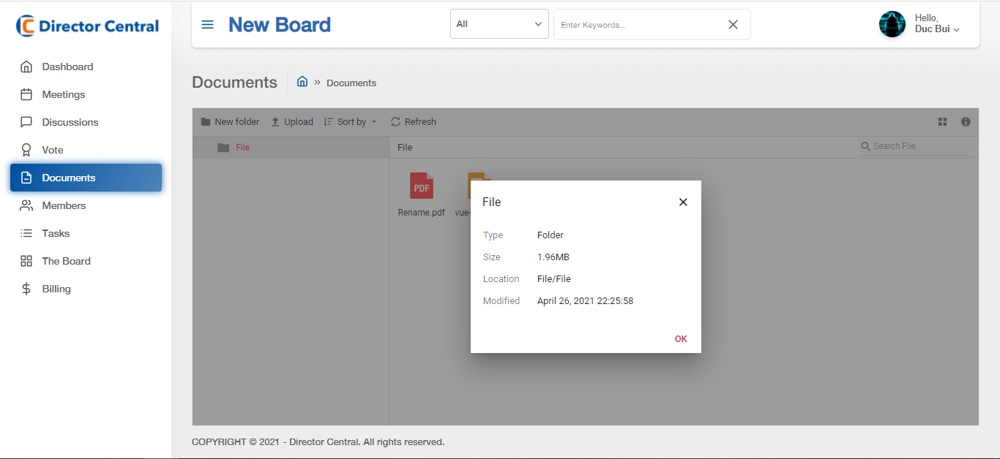 Director Central
New Board
All
Enter Keywords...
Hello,
Duc Bui
Dashboard
Meetings
Discussions
Vote
Documents
Members
Tasks
The Board
Billing
Documents
» Documents
New folder
Upload
Sort by
Refresh
File
File
Search File
PDF
Rename.pdf
vue-
File
Type Folder
Size 1.96MB
Location File/File
Modified April 26, 2021 22:25:58
OK
COPYRIGHT © 2021 - Director Central. All rights reserved.